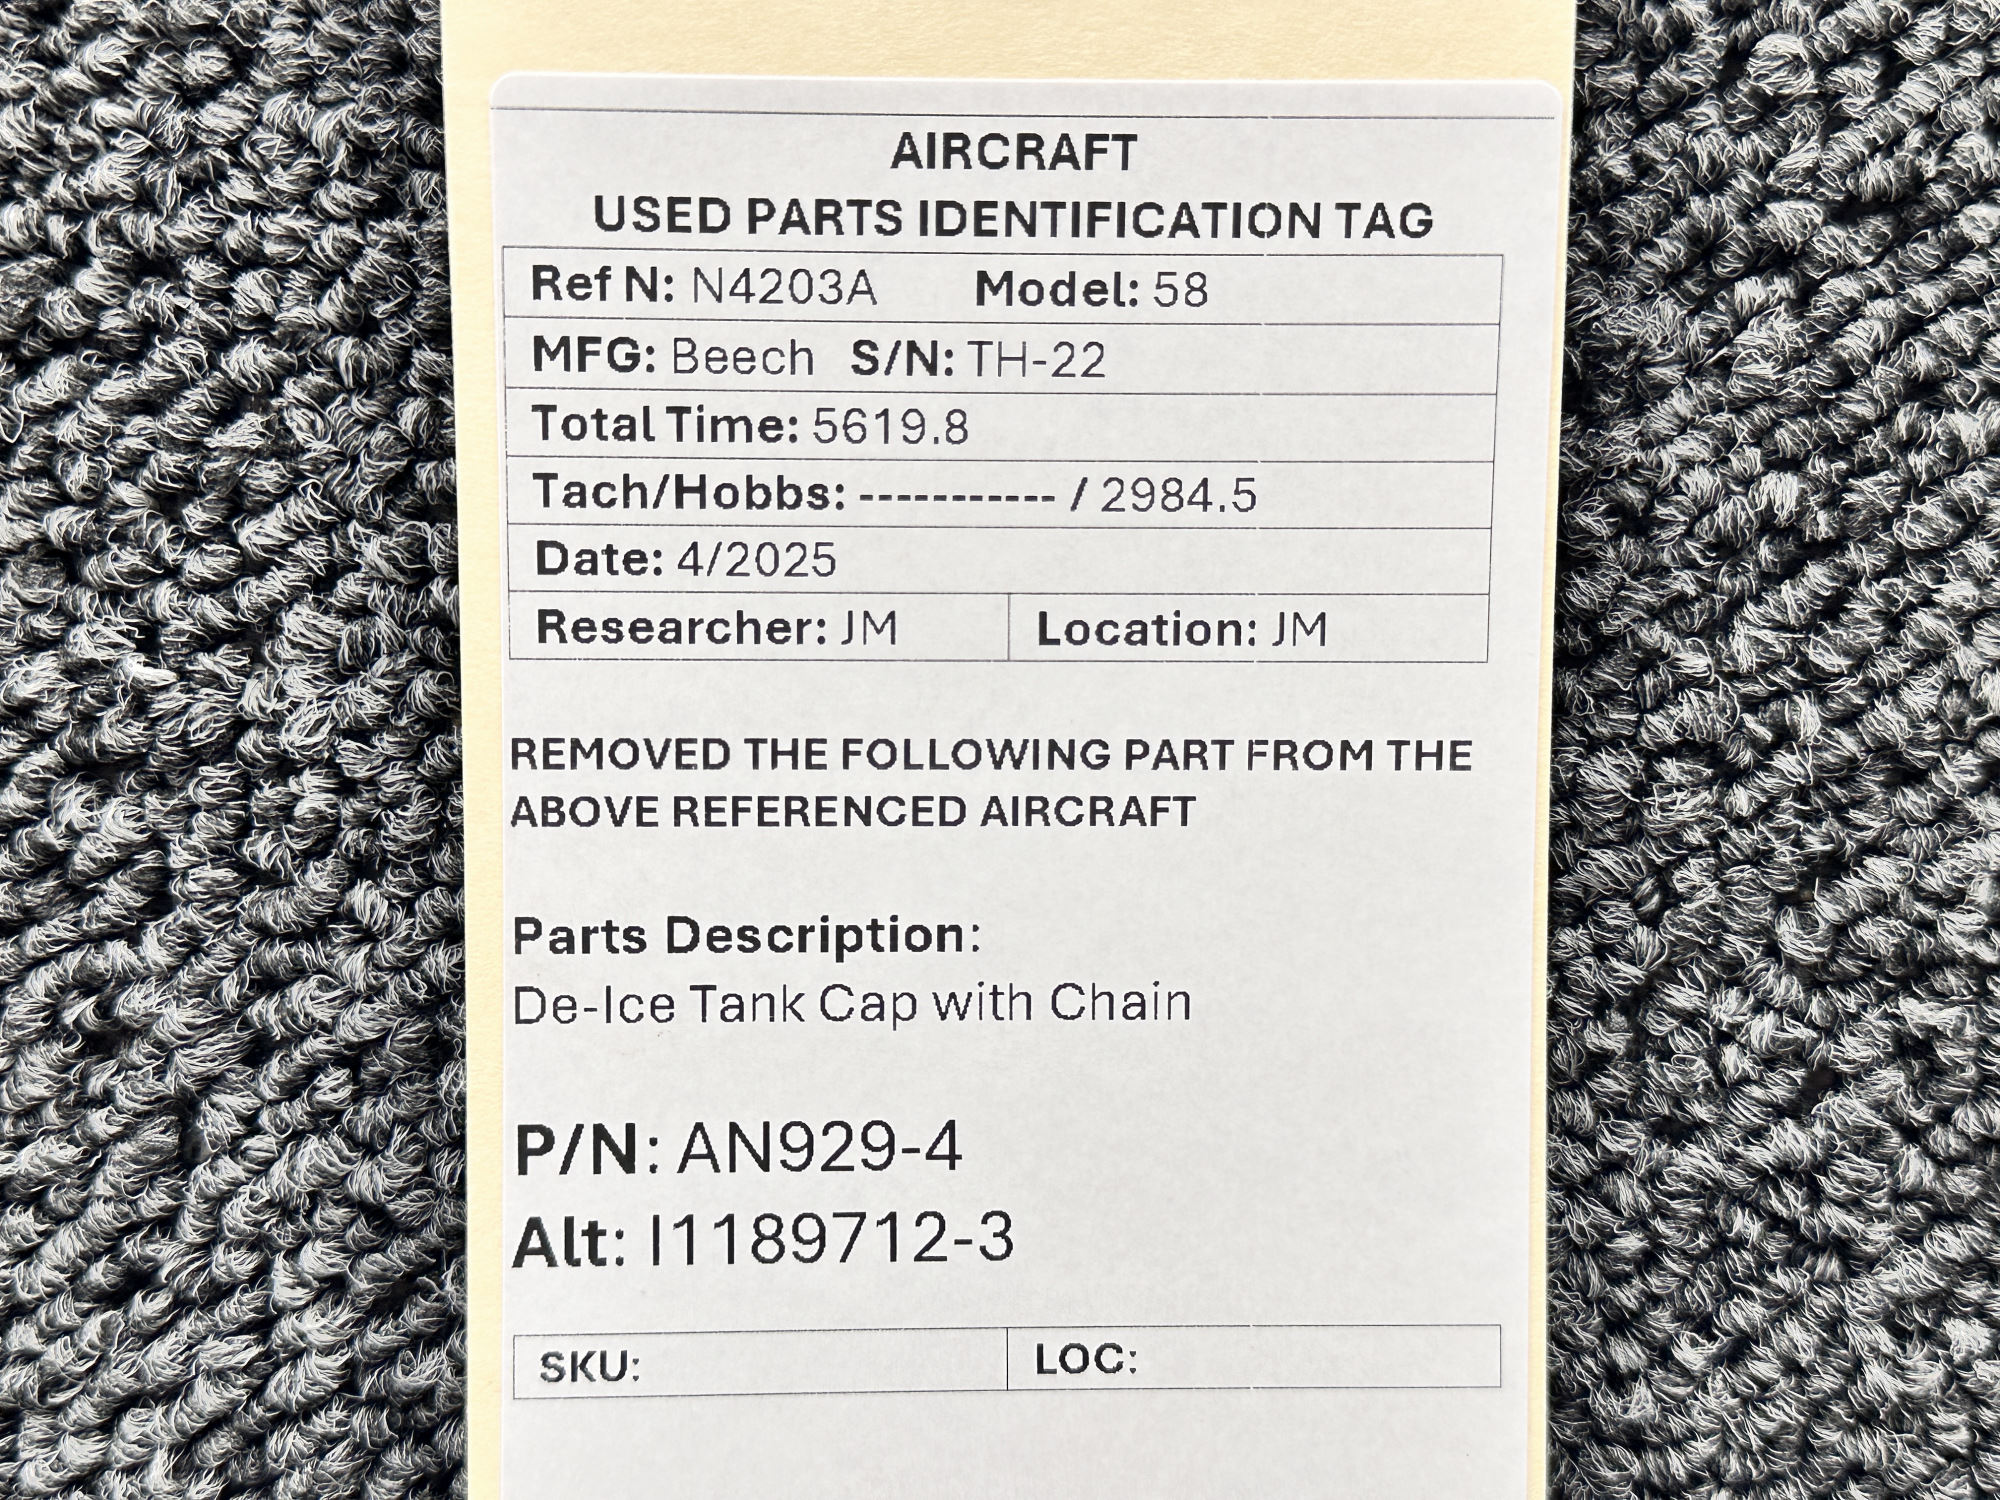 AIRCRAFT
USED PARTS IDENTIFICATION TAG
Ref N: N4203A Model: 58
MFG: Beech S/N: TH-22
Total Time: 5619.8
Tach/Hobbs: ----------- / 2984.5
Date: 4/2025
Researcher: JM Location: JM
REMOVED THE FOLLOWING PART FROM THE
ABOVE REFERENCED AIRCRAFT
Parts Description:
De-Ice Tank Cap with Chain
P/N: AN929-4
Alt: I1189712-3
SKU: LOC: